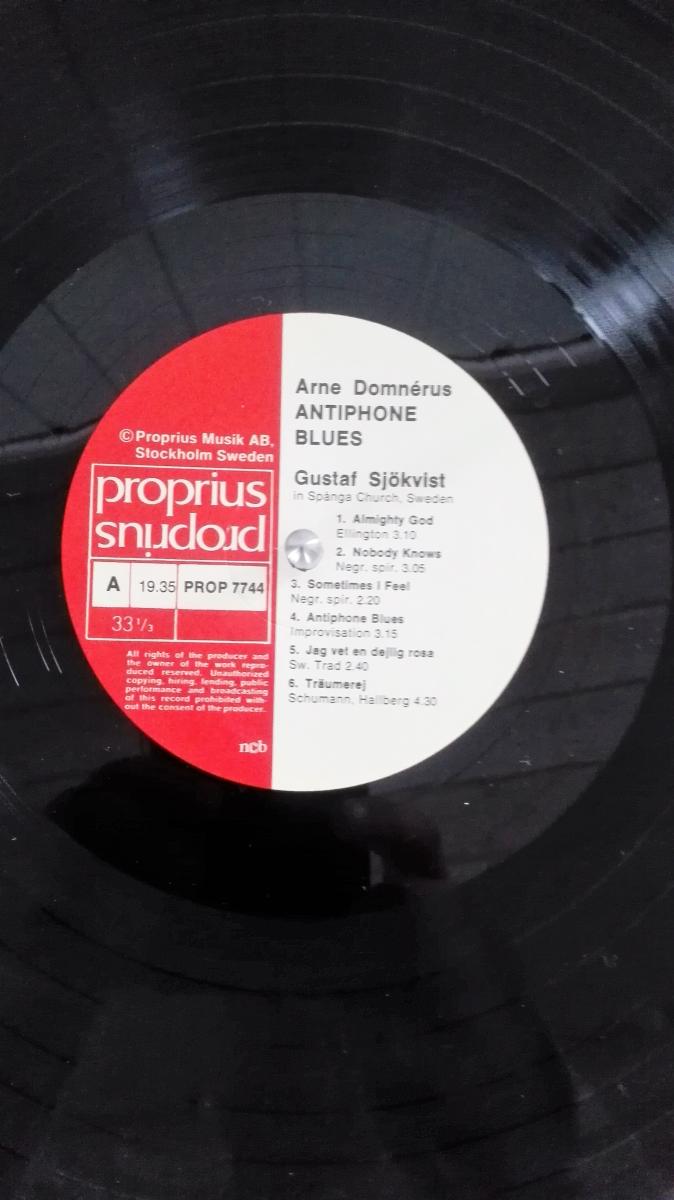 ©Proprius Musik AB,
Stockholm Sweden
proprius
proprius
A 19.35 PROP 7744
33 1/3
All rights of the producer and
the owner of the work repro-
duced reserved. Unauthorized
copying, hiring, lending, public
performance and broadcasting
of this record prohibited with-
out the consent of the producer.
ncb
Arne Domnérus
ANTIPHONE
BLUES
Gustaf Sjökvist
in Spånga Church, Sweden
1. Almighty God
Ellington 3.10
2. Nobody Knows
Negr. spir. 3.05
3. Sometimes I Feel
Negr. spir. 2.20
4. Antiphone Blues
Improvisation 3.15
5. Jag vet en dejlig rosa
Sw. Trad 2.40
6. Träumerej
Schumann, Hallberg 4.30